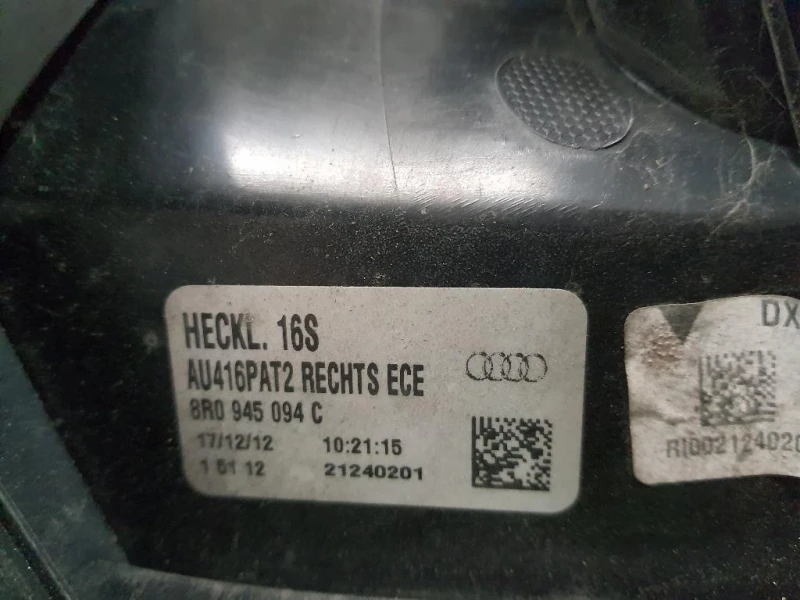 HECKL. 16S
AU416PAT2 RECHTS ECE
8R0 945 094 C
17/12/12 10:21:15
1 51 12 21240201
DX
RI002124020